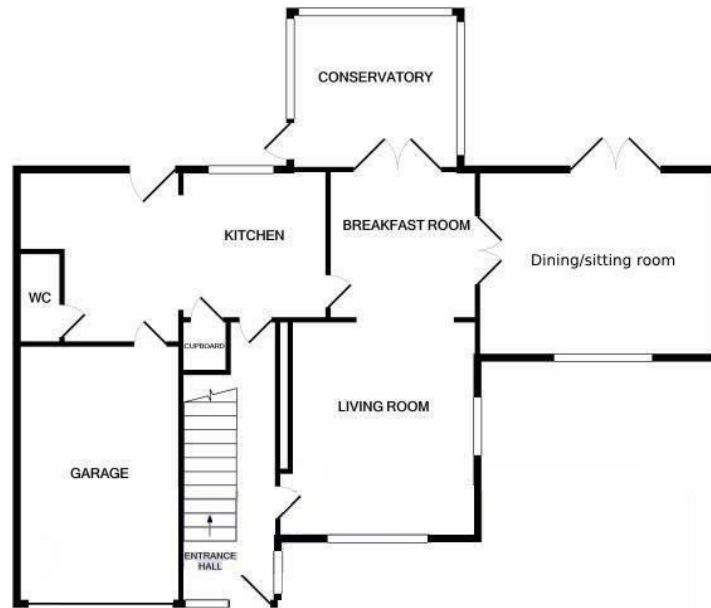 CONSERVATORY
BREAKFAST ROOM
KITCHEN
Dining/sitting room
WC
CUPBOARD
LIVING ROOM
GARAGE
ENTRANCE
HALL